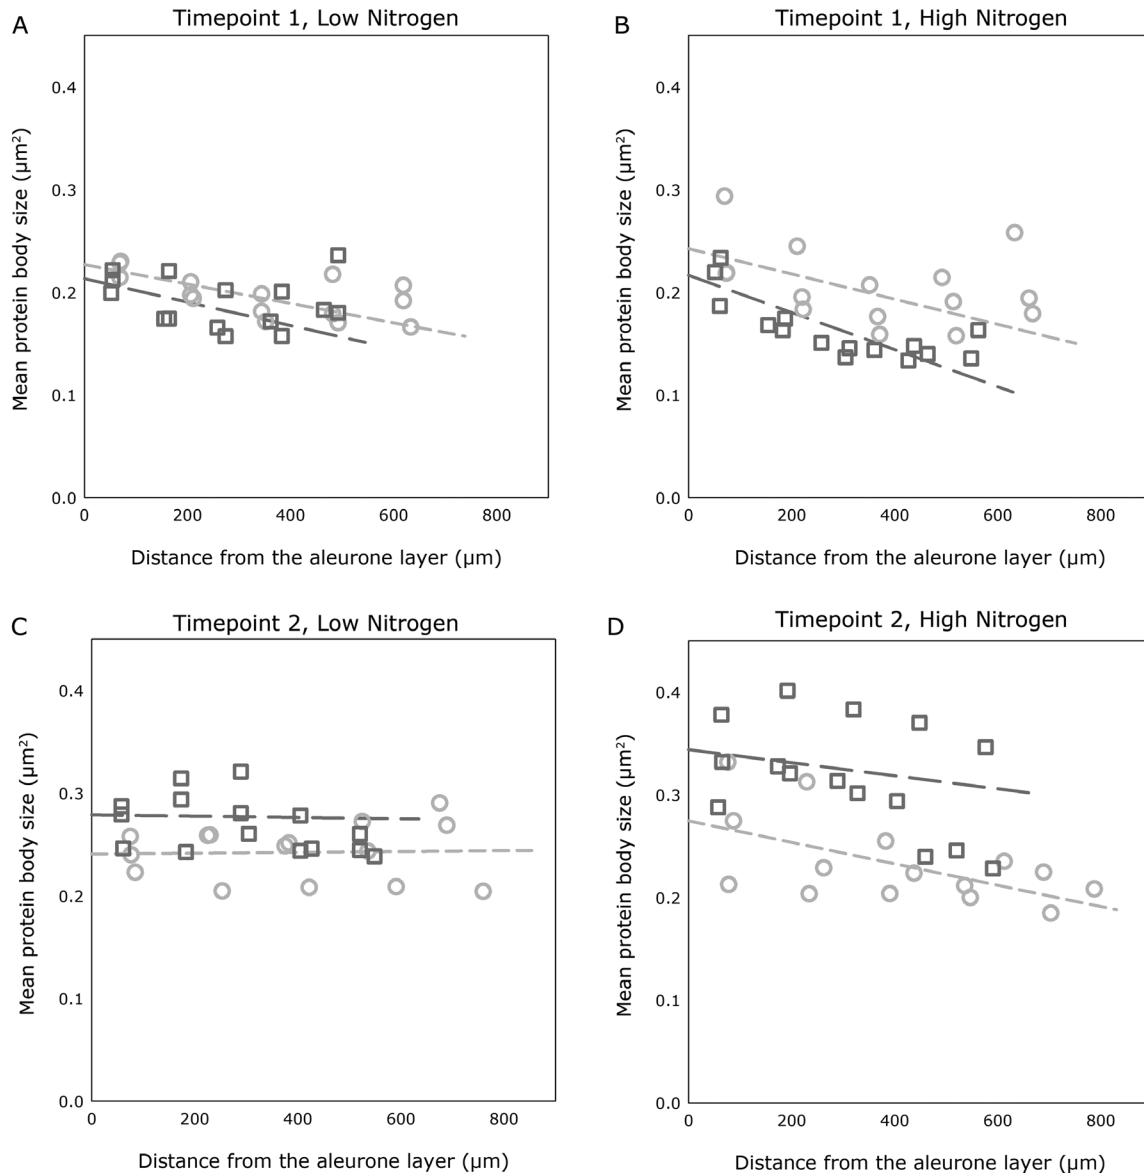 A
Timepoint 1, Low Nitrogen
Mean protein body size (μm²)
0.4
0.3
0.2
0.1
0.0
0 200 400 600 800
Distance from the aleurone layer (μm)
B
Timepoint 1, High Nitrogen
Mean protein body size (μm²)
0.4
0.3
0.2
0.1
0.0
0 200 400 600 800
Distance from the aleurone layer (μm)
C
Timepoint 2, Low Nitrogen
Mean protein body size (μm²)
0.4
0.3
0.2
0.1
0.0
0 200 400 600 800
Distance from the aleurone layer (μm)
D
Timepoint 2, High Nitrogen
Mean protein body size (μm²)
0.4
0.3
0.2
0.1
0.0
0 200 400 600 800
Distance from the aleurone layer (μm)